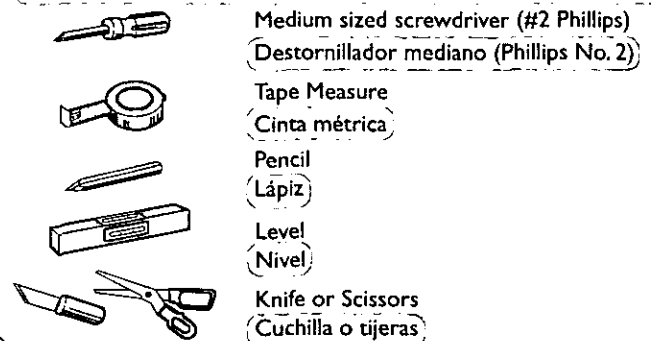 Medium sized screwdriver (#2 Phillips)
Destornillador mediano (Phillips No. 2)
Tape Measure
Cinta métrica
Pencil
Lápiz
Level
Nivel
Knife or Scissors
Cuchilla o tijeras